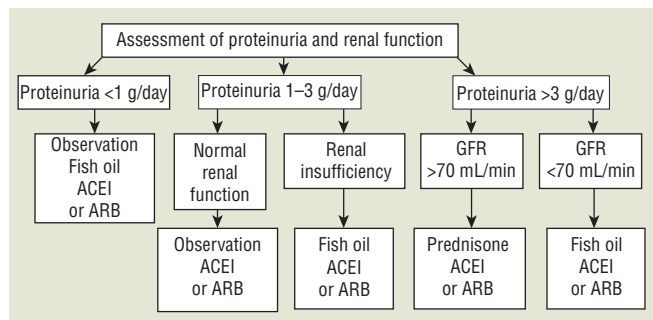 Assessment of proteinuria and renal function
Proteinuria <1 g/day
Proteinuria 1–3 g/day
Proteinuria >3 g/day
Observation
Fish oil
ACEI
or ARB
Normal
renal
function
Renal
insufficiency
GFR
>70 mL/min
GFR
<70 mL/min
Observation
ACEI
or ARB
Fish oil
ACEI
or ARB
Prednisone
ACEI
or ARB
Fish oil
ACEI
or ARB